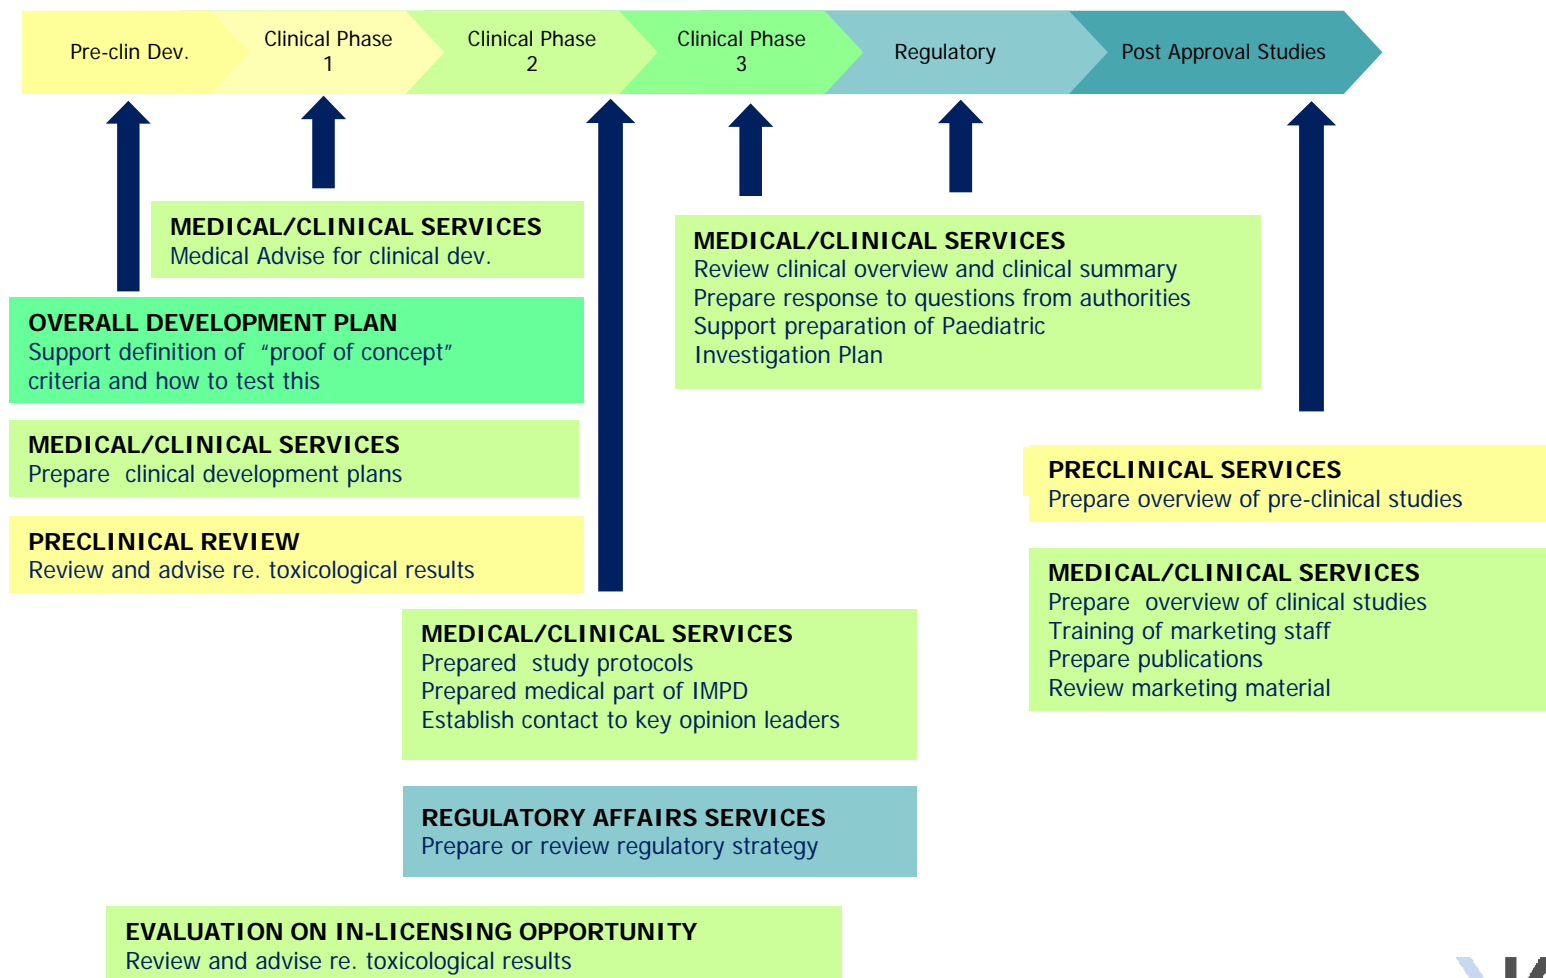 Pre-clin Dev.
Clinical Phase
1
Clinical Phase
2
Clinical Phase
3
Regulatory
Post Approval Studies
MEDICAL/CLINICAL SERVICES
Medical Advise for clinical dev.
OVERALL DEVELOPMENT PLAN
Support definition of “proof of concept”
criteria and how to test this
MEDICAL/CLINICAL SERVICES
Prepare clinical development plans
PRECLINICAL REVIEW
Review and advise re. toxicological results
MEDICAL/CLINICAL SERVICES
Prepared study protocols
Prepared medical part of IMPD
Establish contact to key opinion leaders
REGULATORY AFFAIRS SERVICES
Prepare or review regulatory strategy
EVALUATION ON IN-LICENSING OPPORTUNITY
Review and advise re. toxicological results
MEDICAL/CLINICAL SERVICES
Review clinical overview and clinical summary
Prepare response to questions from authorities
Support preparation of Paediatric
Investigation Plan
PRECLINICAL SERVICES
Prepare overview of pre-clinical studies
MEDICAL/CLINICAL SERVICES
Prepare overview of clinical studies
Training of marketing staff
Prepare publications
Review marketing material